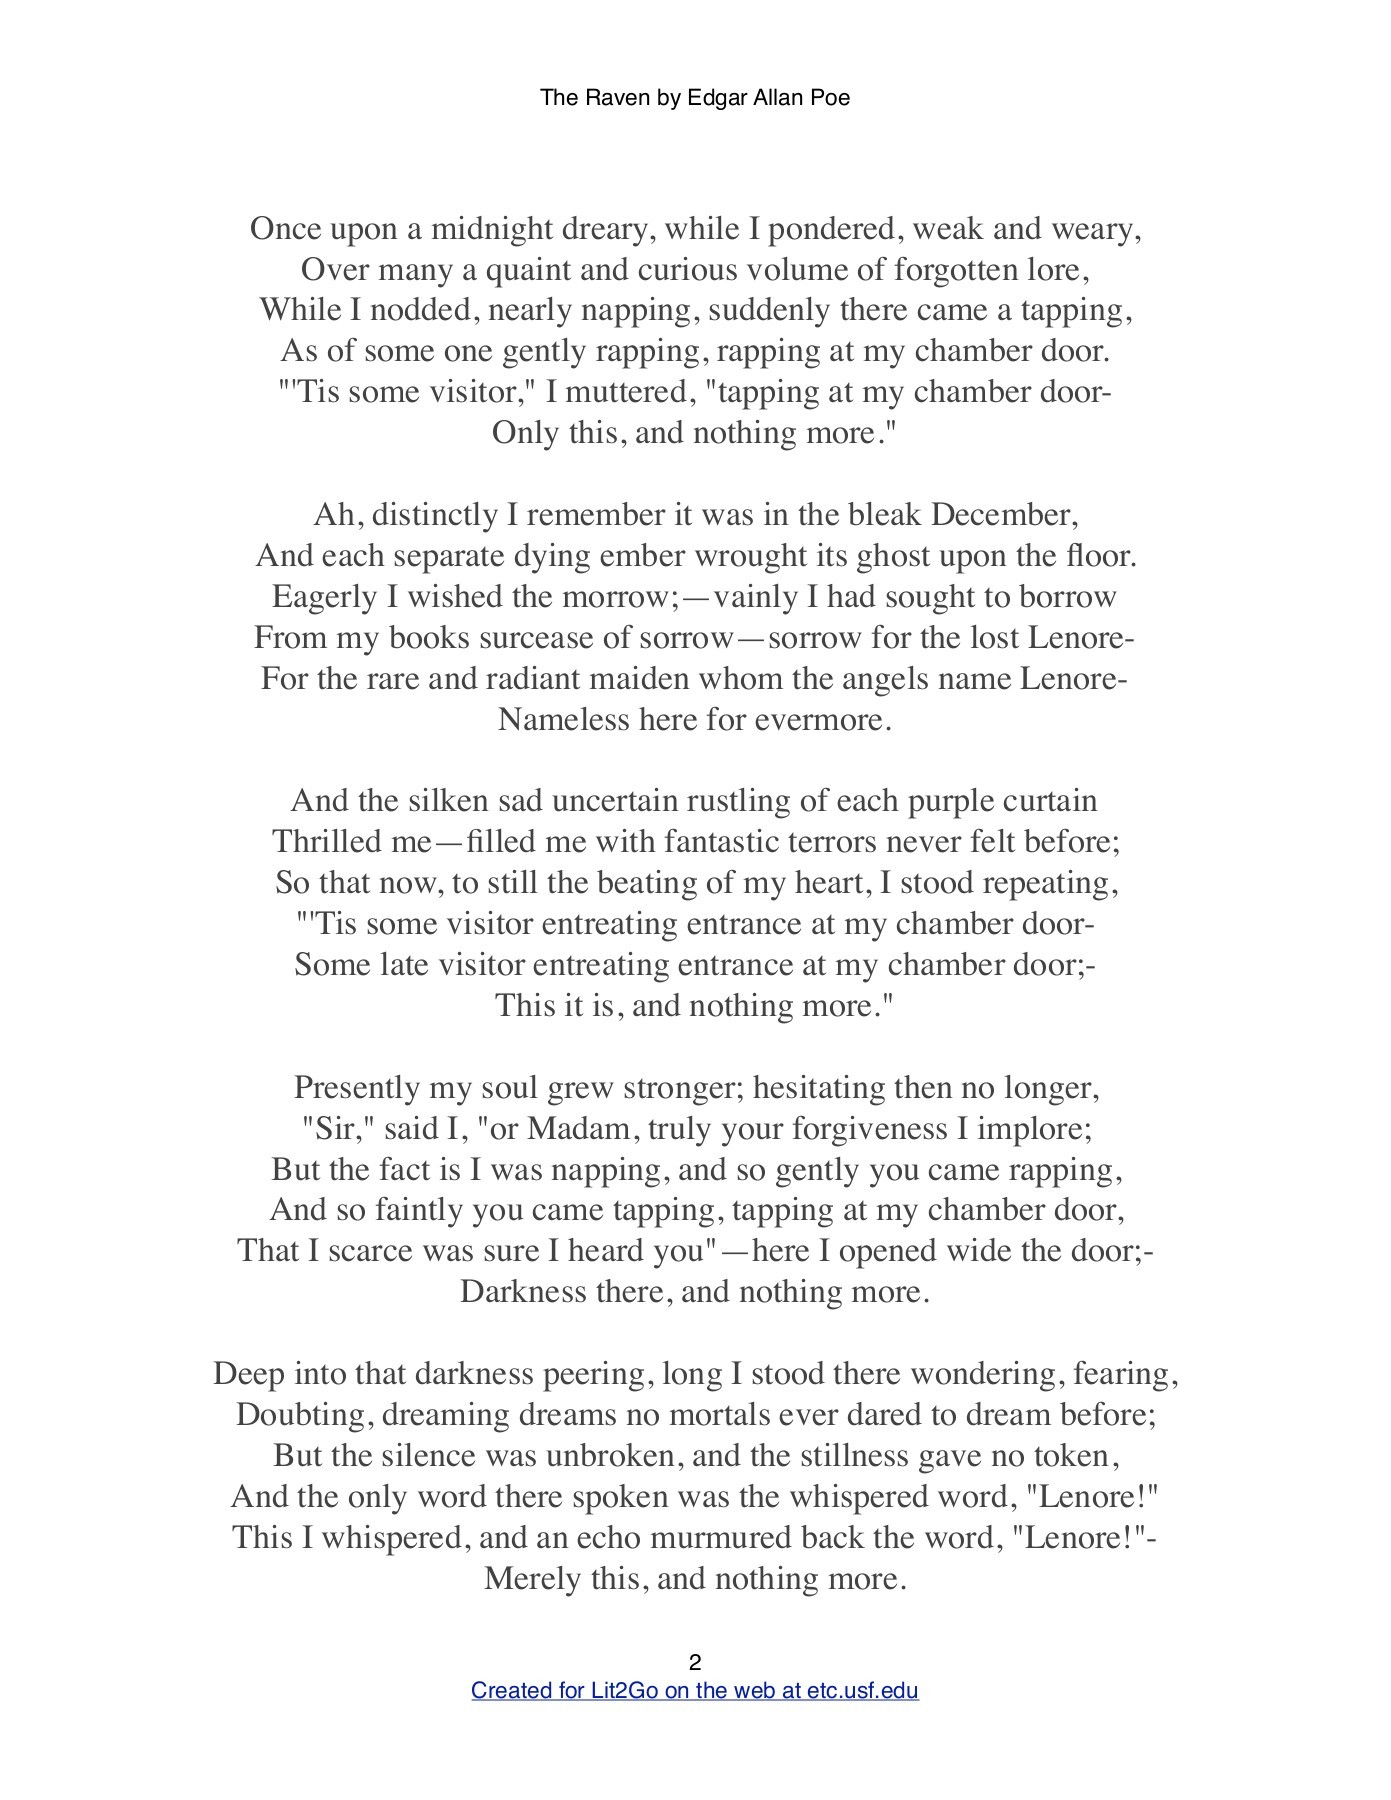 The Raven by Edgar Allan Poe
Once upon a midnight dreary, while I pondered, weak and weary,
Over many a quaint and curious volume of forgotten lore,
While I nodded, nearly napping, suddenly there came a tapping,
As of some one gently rapping, rapping at my chamber door.
"'Tis some visitor," I muttered, "tapping at my chamber door-
Only this, and nothing more."
Ah, distinctly I remember it was in the bleak December,
And each separate dying ember wrought its ghost upon the floor.
Eagerly I wished the morrow;—vainly I had sought to borrow
From my books surcease of sorrow—sorrow for the lost Lenore-
For the rare and radiant maiden whom the angels name Lenore-
Nameless here for evermore.
And the silken sad uncertain rustling of each purple curtain
Thrilled me—filled me with fantastic terrors never felt before;
So that now, to still the beating of my heart, I stood repeating,
"'Tis some visitor entreating entrance at my chamber door-
Some late visitor entreating entrance at my chamber door;-
This it is, and nothing more."
Presently my soul grew stronger; hesitating then no longer,
"Sir," said I, "or Madam, truly your forgiveness I implore;
But the fact is I was napping, and so gently you came rapping,
And so faintly you came tapping, tapping at my chamber door,
That I scarce was sure I heard you"—here I opened wide the door;-
Darkness there, and nothing more.
Deep into that darkness peering, long I stood there wondering, fearing,
Doubting, dreaming dreams no mortals ever dared to dream before;
But the silence was unbroken, and the stillness gave no token,
And the only word there spoken was the whispered word, "Lenore!"
This I whispered, and an echo murmured back the word, "Lenore!"-
Merely this, and nothing more.
2
Created for Lit2Go on the web at etc.usf.edu